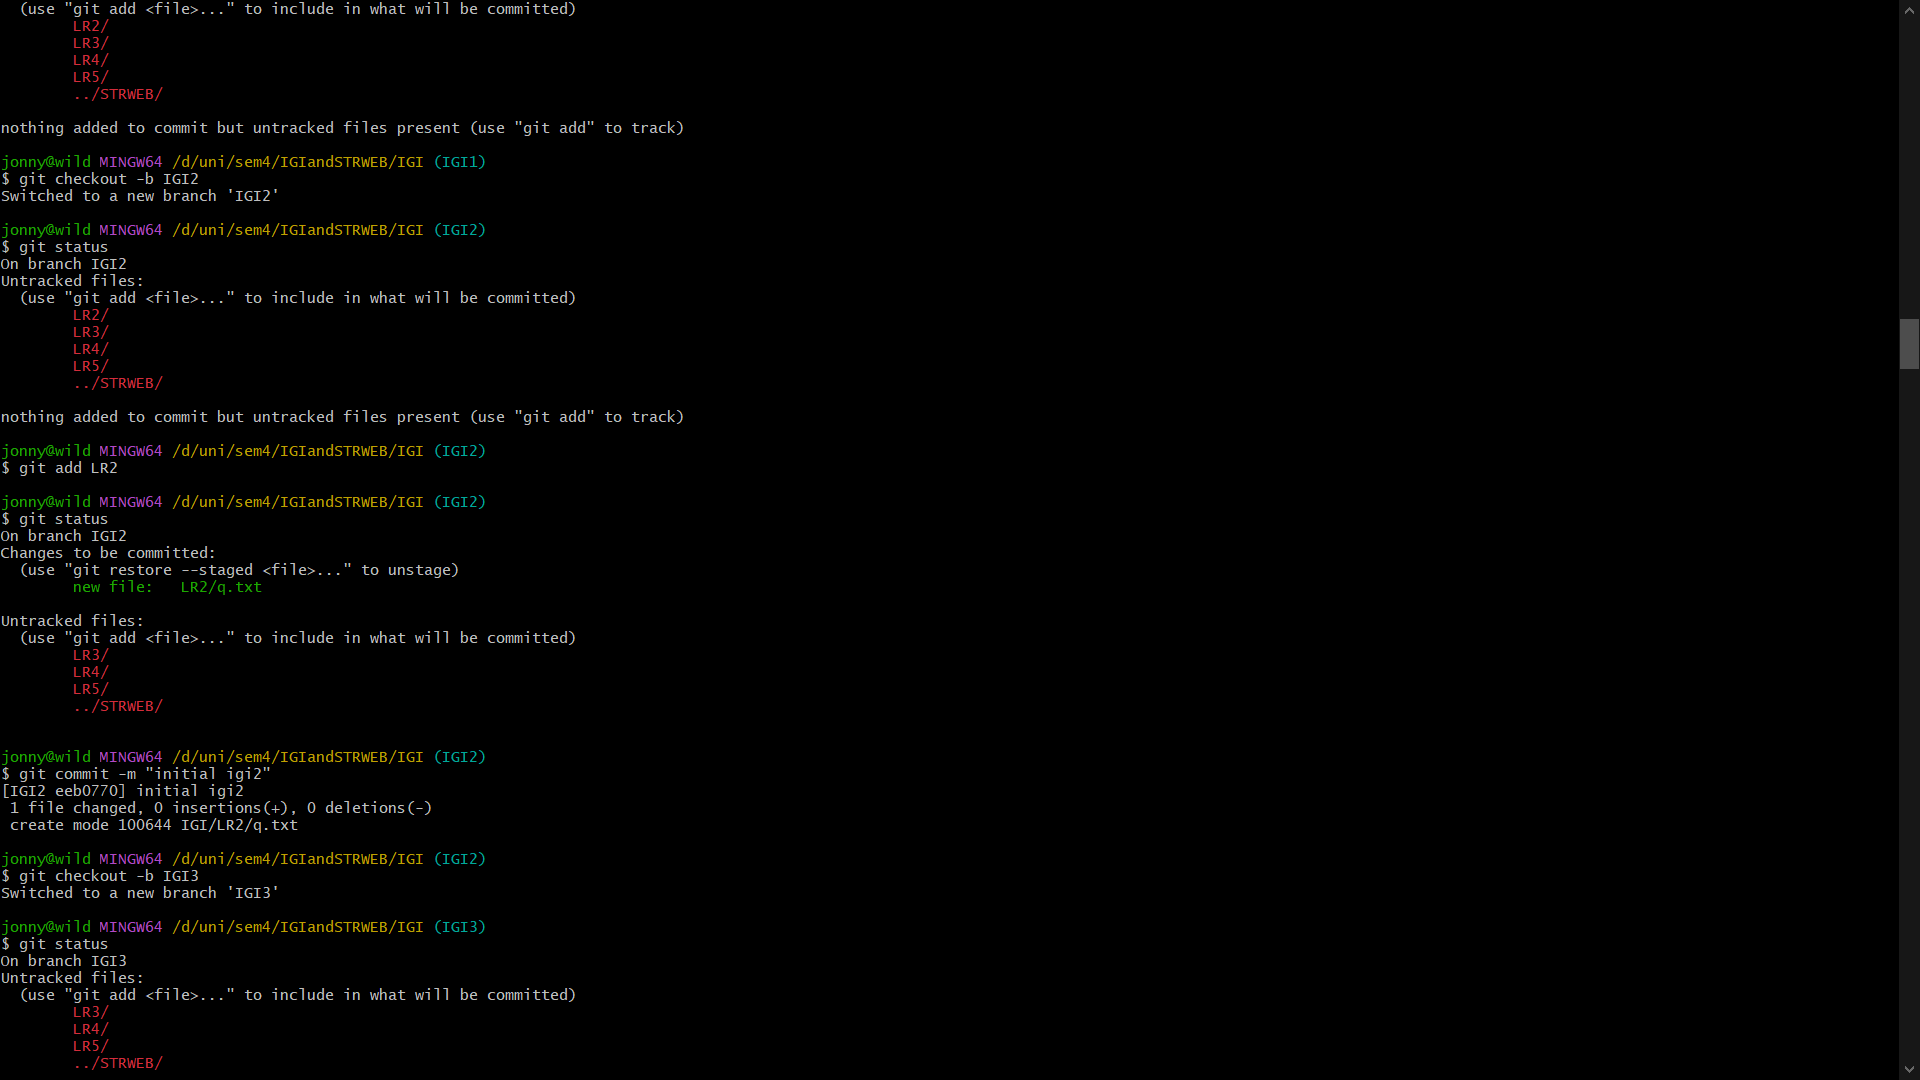 (use "git add <file>..." to include in what will be committed)
        LR2/
        LR3/
        LR4/
        LR5/
        ../STRWEB/

nothing added to commit but untracked files present (use "git add" to track)

jonny@wild MINGW64 /d/uni/sem4/IGIandSTRWEB/IGI (IGI1)
$ git checkout -b IGI2
Switched to a new branch 'IGI2'

jonny@wild MINGW64 /d/uni/sem4/IGIandSTRWEB/IGI (IGI2)
$ git status
On branch IGI2
Untracked files:
  (use "git add <file>..." to include in what will be committed)
        LR2/
        LR3/
        LR4/
        LR5/
        ../STRWEB/

nothing added to commit but untracked files present (use "git add" to track)

jonny@wild MINGW64 /d/uni/sem4/IGIandSTRWEB/IGI (IGI2)
$ git add LR2

jonny@wild MINGW64 /d/uni/sem4/IGIandSTRWEB/IGI (IGI2)
$ git status
On branch IGI2
Changes to be committed:
  (use "git restore --staged <file>..." to unstage)
        new file:   LR2/q.txt

Untracked files:
  (use "git add <file>..." to include in what will be committed)
        LR3/
        LR4/
        LR5/
        ../STRWEB/


jonny@wild MINGW64 /d/uni/sem4/IGIandSTRWEB/IGI (IGI2)
$ git commit -m "initial igi2"
[IGI2 eeb0770] initial igi2
 1 file changed, 0 insertions(+), 0 deletions(-)
 create mode 100644 IGI/LR2/q.txt

jonny@wild MINGW64 /d/uni/sem4/IGIandSTRWEB/IGI (IGI2)
$ git checkout -b IGI3
Switched to a new branch 'IGI3'

jonny@wild MINGW64 /d/uni/sem4/IGIandSTRWEB/IGI (IGI3)
$ git status
On branch IGI3
Untracked files:
  (use "git add <file>..." to include in what will be committed)
        LR3/
        LR4/
        LR5/
        ../STRWEB/